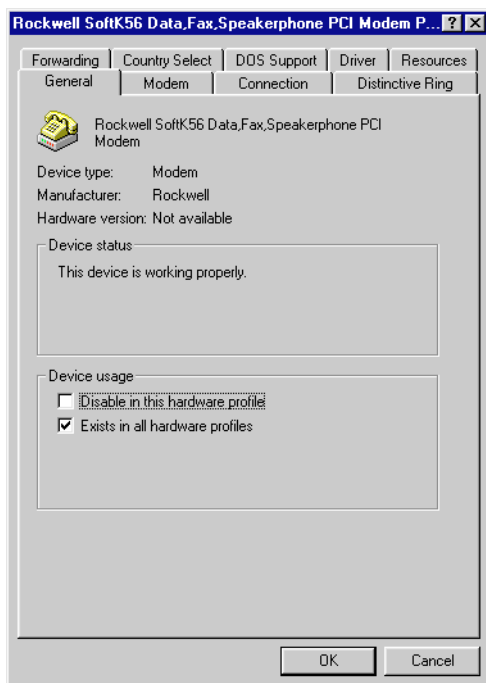 Rockwell SoftK56 Data,Fax,Speakerphone PCI Modem P... ? ×
Forwarding Country Select DOS Support Driver Resources
General Modem Connection Distinctive Ring
Rockwell SoftK56 Data,Fax,Speakerphone PCI
Modem
Device type: Modem
Manufacturer: Rockwell
Hardware version: Not available
Device status
This device is working properly.
Device usage
Disable in this hardware profile
Exists in all hardware profiles
OK Cancel